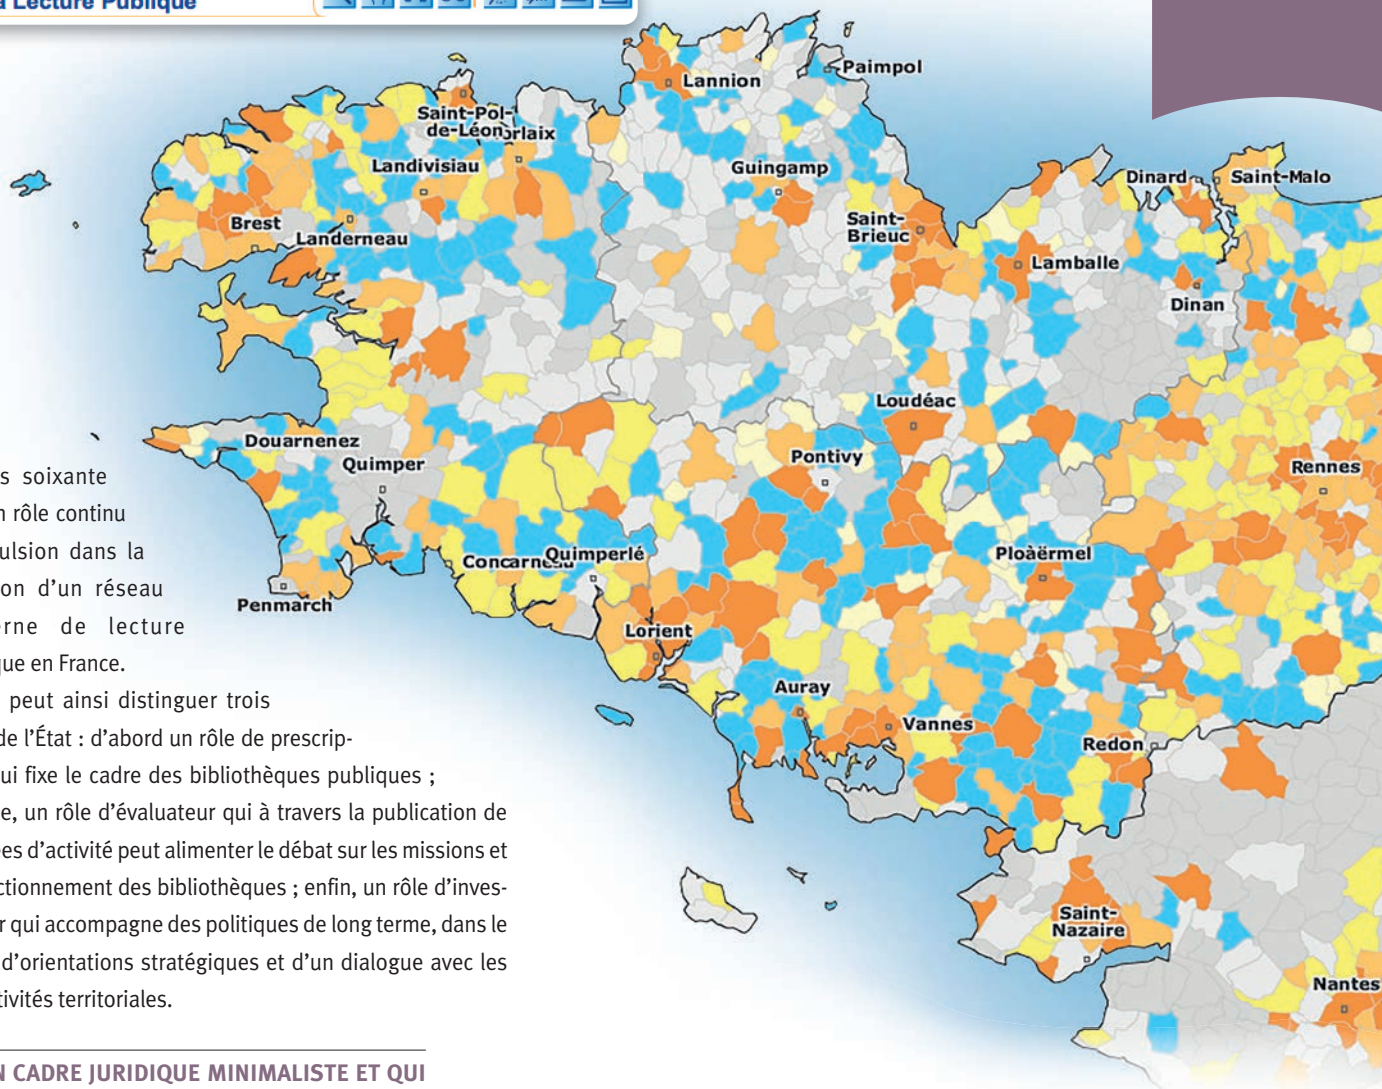 a Lecture Publique
Paimpol
Lannion
Saint-Pol-
de-Léon
Landivisiau
Guingamp
Dinard
Saint-Malo
Brest
Saint-
Brieuc
Landerneau
Lamballe
Dinan
Loudéac
Douarnenez
Quimper
Pontivy
Rennes
Quimperlé
Ploàërmel
Penmarch
Lorient
Auray
Vannes
Redon
Saint-
Nazaire
Nantes
s soixante
n rôle continu
ulsion dans la
on d'un réseau
erne de lecture
que en France.
peut ainsi distinguer trois
de l'État : d'abord un rôle de prescrip-
ui fixe le cadre des bibliothèques publiques ;
e, un rôle d'évaluateur qui à travers la publication de
es d'activité peut alimenter le débat sur les missions et
ctionnement des bibliothèques ; enfin, un rôle d'inves-
r qui accompagne des politiques de long terme, dans le
d'orientations stratégiques et d'un dialogue avec les
tivités territoriales.
N CADRE JURIDIQUE MINIMALISTE ET QUI